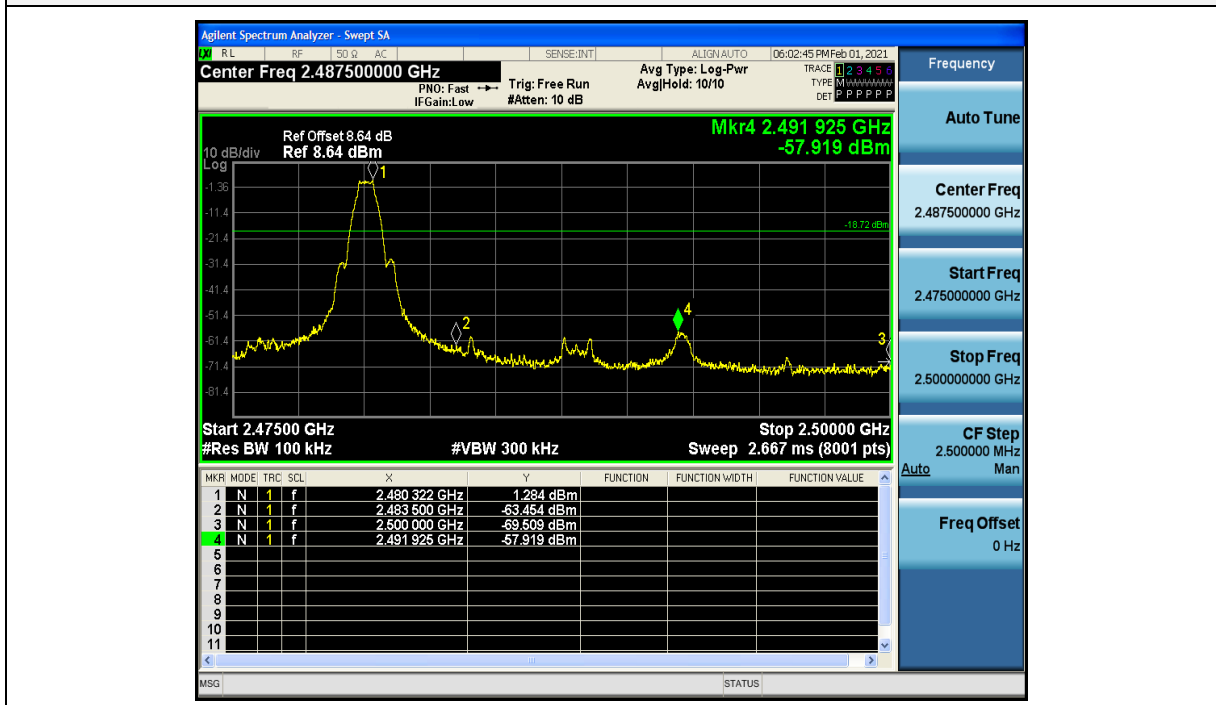 Agilent Spectrum Analyzer - Swept SA
LXI RL RF 50 Ω AC SENSE:INT ALIGN AUTO 06:02:45 PM Feb 01, 2021
Center Freq 2.487500000 GHz
PNO: Fast
IFGain:Low
Trig: Free Run
#Atten: 10 dB
Avg Type: Log-Pwr
Avg|Hold: 10/10
TRACE 1 2 3 4 5 6
TYPE M W W W W W
DET P P P P P P
Frequency
Auto Tune
Center Freq
2.487500000 GHz
Start Freq
2.475000000 GHz
Stop Freq
2.500000000 GHz
CF Step
2.500000 MHz
Auto Man
Freq Offset
0 Hz
Mkr4 2.491 925 GHz
-57.919 dBm
Ref Offset 8.64 dB
10 dB/div Ref 8.64 dBm
Log
1
-1.36
-11.4
-18.72 dBm
-21.4
-31.4
-41.4
4
-51.4
2
-61.4
3
-71.4
-81.4
Start 2.47500 GHz Stop 2.50000 GHz
#Res BW 100 kHz #VBW 300 kHz Sweep 2.667 ms (8001 pts)
MKR MODE TRC SCL X Y FUNCTION FUNCTION WIDTH FUNCTION VALUE
1 N 1 f 2.480 322 GHz 1.284 dBm
2 N 1 f 2.483 500 GHz -63.454 dBm
3 N 1 f 2.500 000 GHz -69.509 dBm
4 N 1 f 2.491 925 GHz -57.919 dBm
5
6
7
8
9
10
11
MSG STATUS